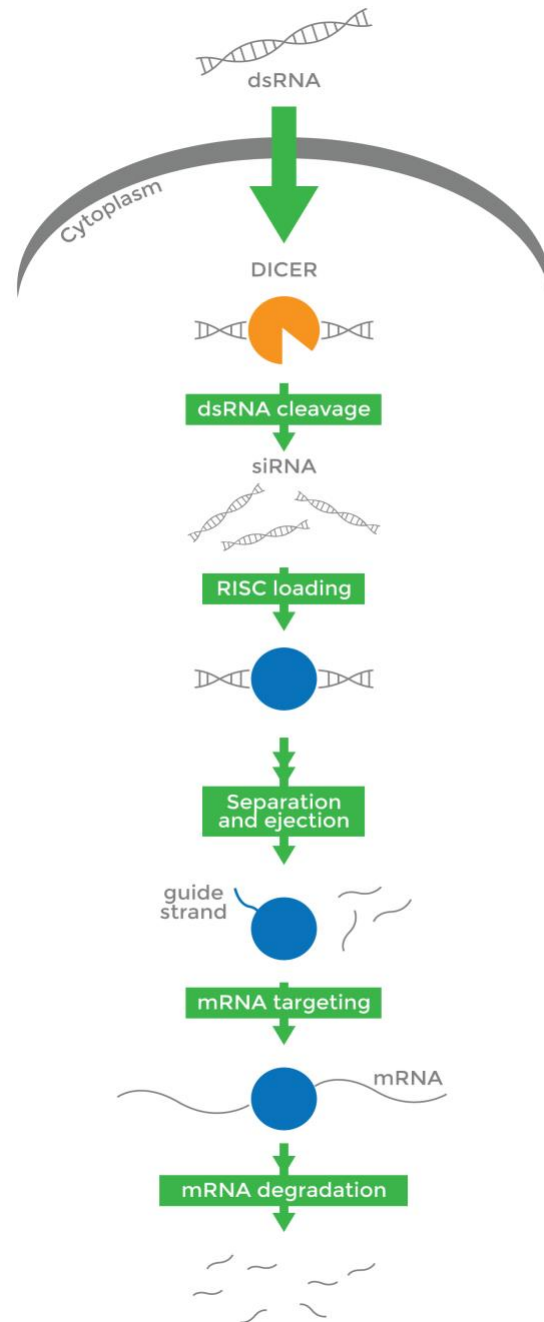 dsRNA
Cytoplasm
DICER
dsRNA cleavage
siRNA
RISC loading
Separation
and ejection
guide
strand
mRNA targeting
mRNA
mRNA degradation